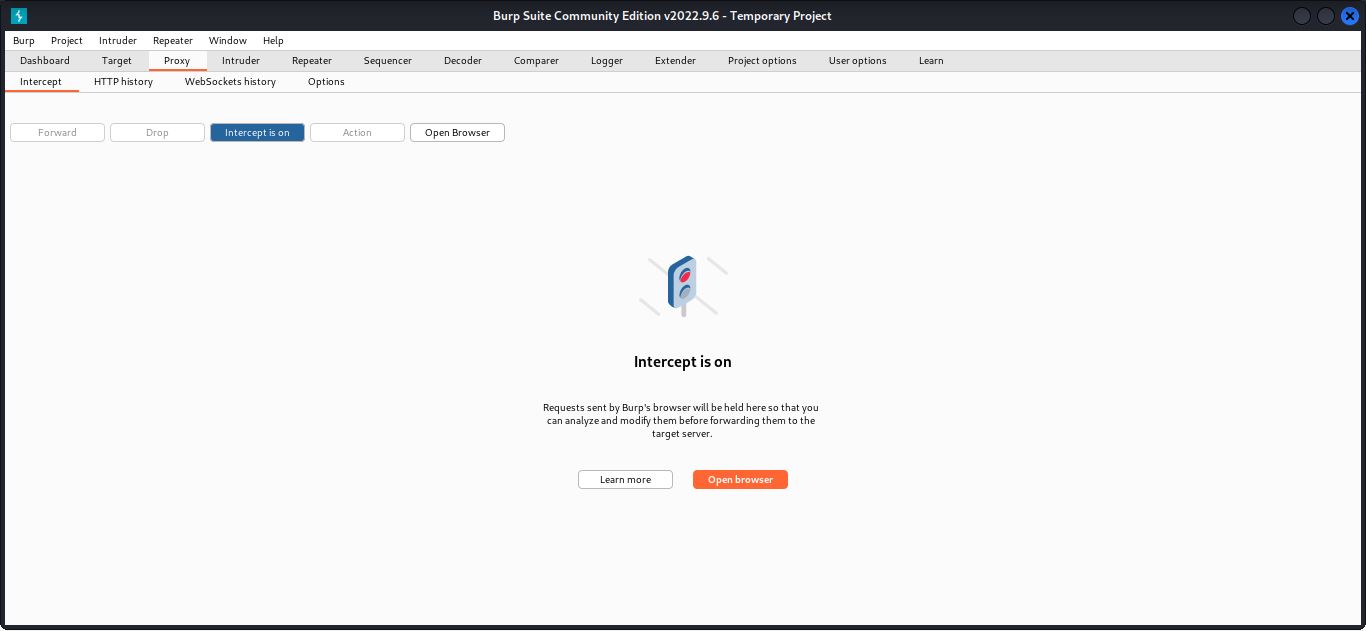 Burp Suite Community Edition v2022.9.6 - Temporary Project
Burp Project Intruder Repeater Window Help
Dashboard Target Proxy Intruder Repeater Sequencer Decoder Comparer Logger Extender Project options User options Learn
Intercept HTTP history WebSockets history Options
Forward Drop Intercept is on Action Open Browser
Intercept is on
Requests sent by Burp's browser will be held here so that you
can analyze and modify them before forwarding them to the
target server.
Learn more Open browser